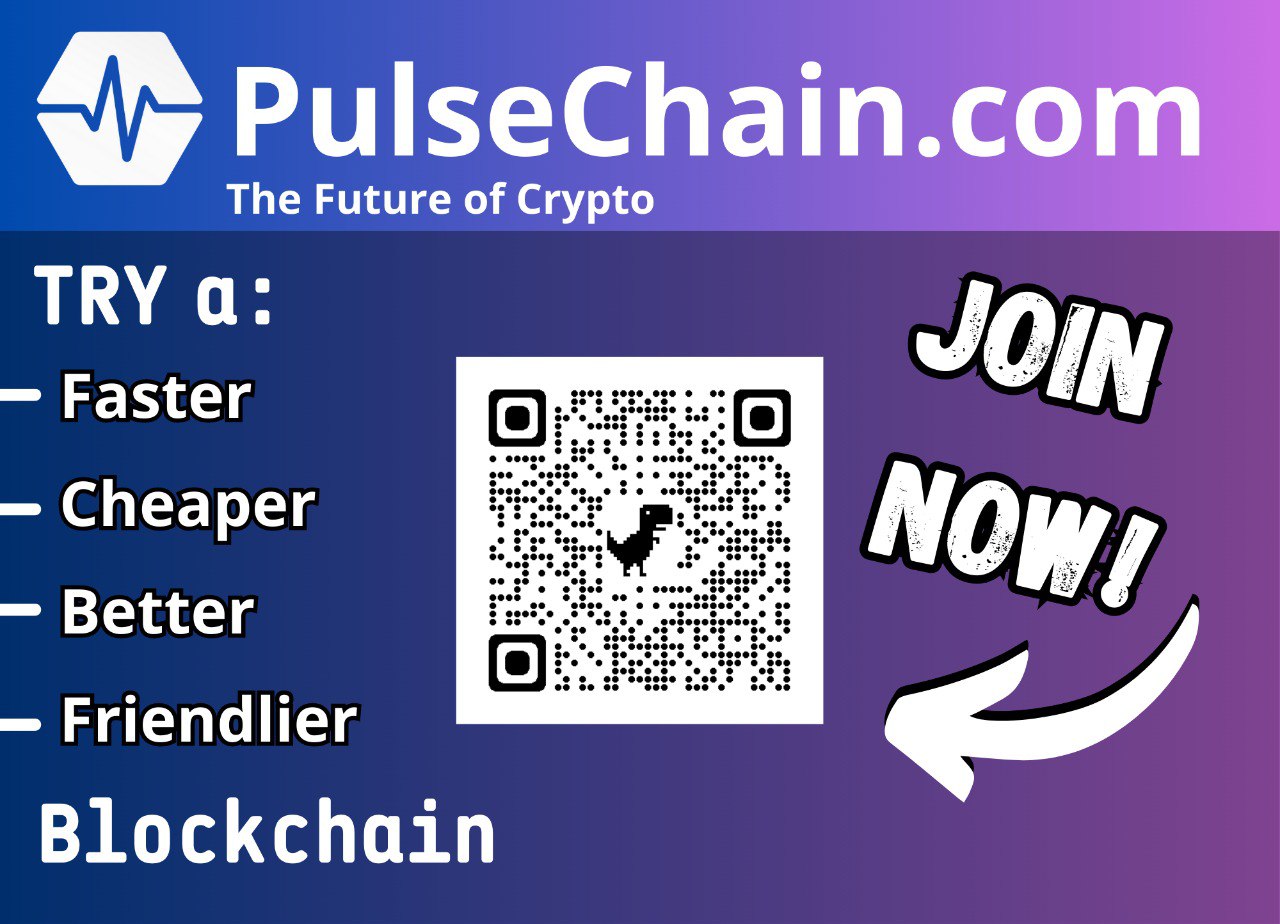 PulseChain.com
The Future of Crypto
TRY a:
Faster
Cheaper
Better
Friendlier
Blockchain
JOIN
NOW!